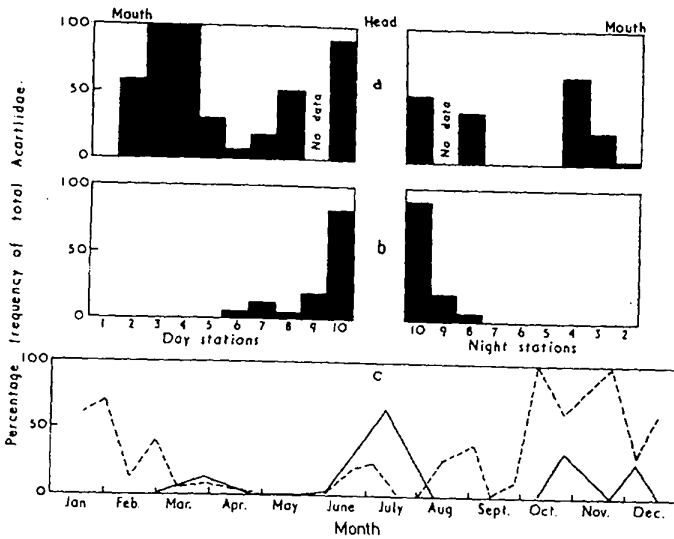 Mouth Head Mouth
100
50
0
a
No data
No data
100
50
0
b
1 2 3 4 5 6 7 8 9 10
10 9 8 7 6 5 4 3 2
Day stations
Night stations
Percentage frequency of total Acartiidae.
100
50
0
c
Jan Feb. Mar. Apr. May June July Aug Sept. Oct. Nov. Dec.
Month